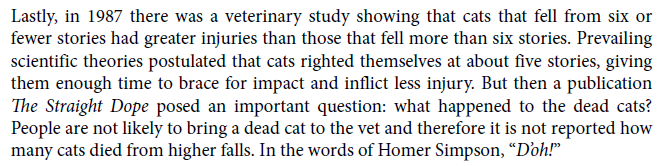 Lastly, in 1987 there was a veterinary study showing that cats that fell from six or
fewer stories had greater injuries than those that fell more than six stories. Prevailing
scientific theories postulated that cats righted themselves at about five stories, giving
them enough time to brace for impact and inflict less injury. But then a publication
The Straight Dope posed an important question: what happened to the dead cats?
People are not likely to bring a dead cat to the vet and therefore it is not reported how
many cats died from higher falls. In the words of Homer Simpson, “D'oh!”